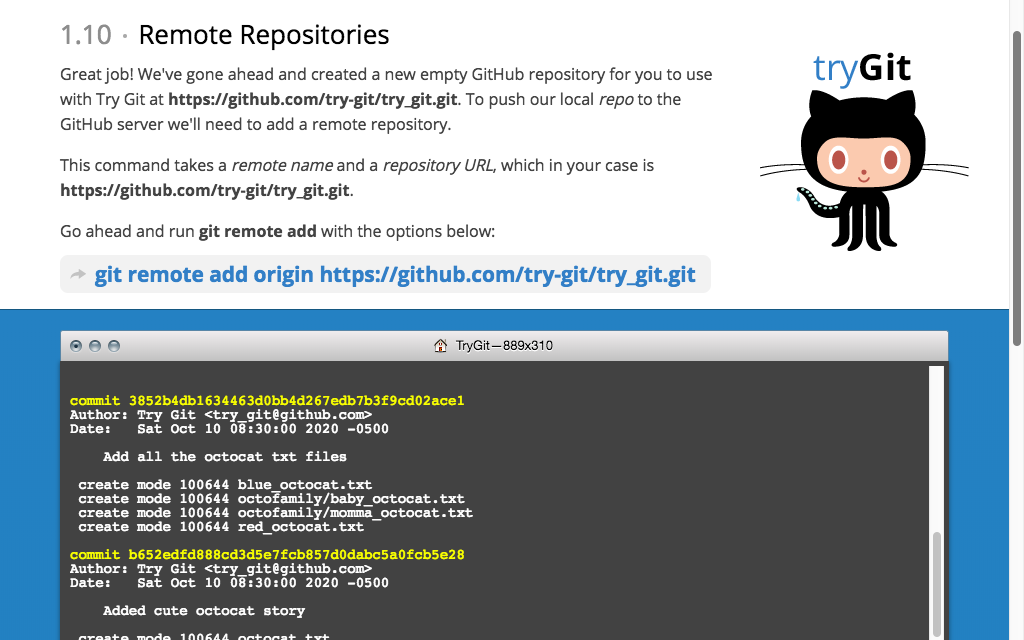 1.10 · Remote Repositories
tryGit
Great job! We've gone ahead and created a new empty GitHub repository for you to use
with Try Git at https://github.com/try-git/try_git.git. To push our local repo to the
GitHub server we'll need to add a remote repository.
This command takes a remote name and a repository URL, which in your case is
https://github.com/try-git/try_git.git.
Go ahead and run git remote add with the options below:
git remote add origin https://github.com/try-git/try_git.git
TryGit—889x310
commit 3852b4db1634463d0bb4d267edb7b3f9cd02ace1
Author: Try Git <try_git@github.com>
Date:   Sat Oct 10 08:30:00 2020 -0500
Add all the octocat txt files
create mode 100644 blue_octocat.txt
create mode 100644 octofamily/baby_octocat.txt
create mode 100644 octofamily/momma_octocat.txt
create mode 100644 red_octocat.txt
commit b652edfd888cd3d5e7fcb857d0dabc5a0fcb5e28
Author: Try Git <try_git@github.com>
Date:   Sat Oct 10 08:30:00 2020 -0500
Added cute octocat story
create mode 100644 octocat.txt